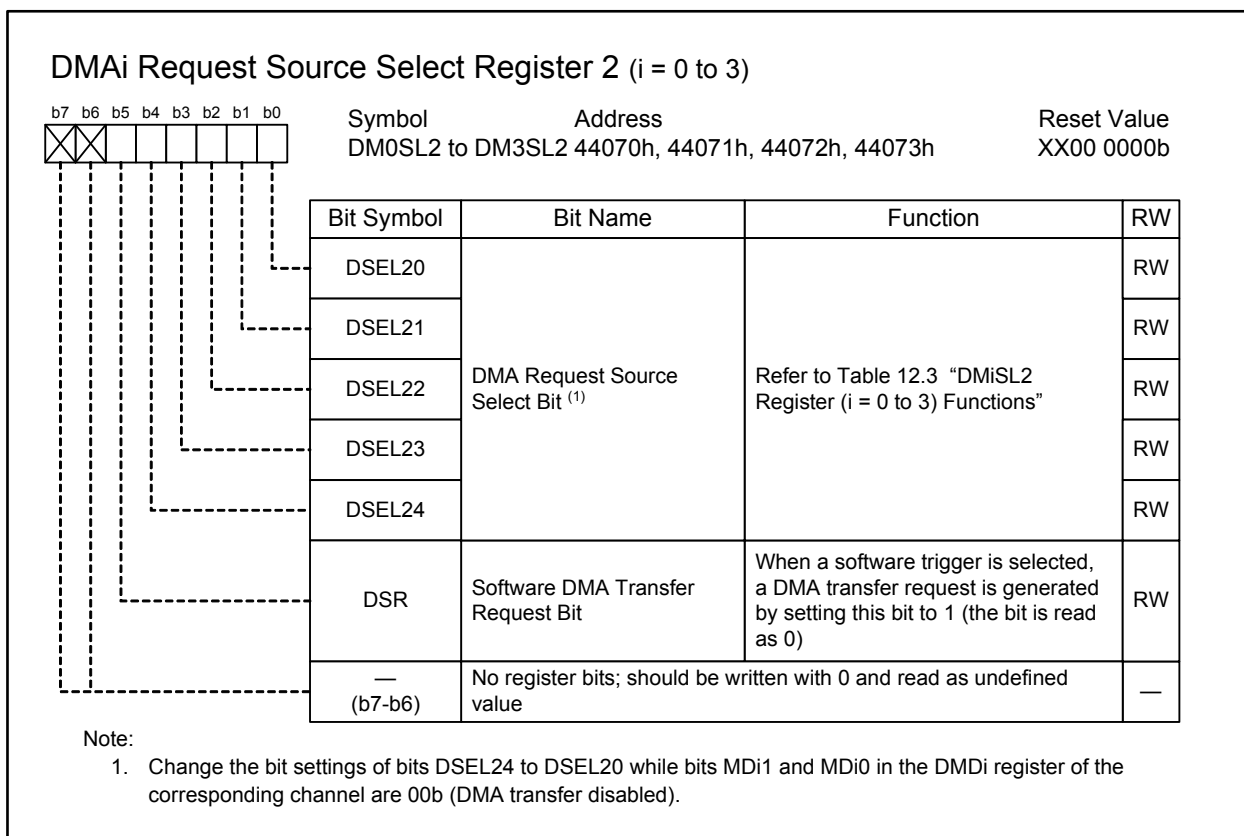 DMAi Request Source Select Register 2 (i = 0 to 3)
b7 b6 b5 b4 b3 b2 b1 b0
Symbol Address Reset Value
DM0SL2 to DM3SL2 44070h, 44071h, 44072h, 44073h XX00 0000b
Bit Symbol Bit Name Function RW
DSEL20 RW
DSEL21 RW
DSEL22 RW
DMA Request Source
Select Bit (1)
Refer to Table 12.3 “DMiSL2
Register (i = 0 to 3) Functions”
DSEL23 RW
DSEL24 RW
DSR
Software DMA Transfer
Request Bit
When a software trigger is selected,
a DMA transfer request is generated
by setting this bit to 1 (the bit is read
as 0)
RW
—
(b7-b6)
No register bits; should be written with 0 and read as undefined
value
—
Note:
1. Change the bit settings of bits DSEL24 to DSEL20 while bits MDi1 and MDi0 in the DMDi register of the
corresponding channel are 00b (DMA transfer disabled).